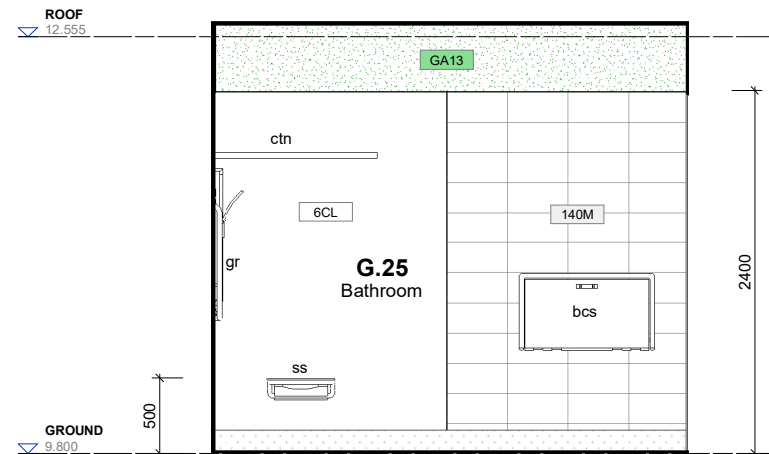 ROOF
12.555
GA13
ctn
6CL
140M
gr
G.25
Bathroom
2400
bcs
ss
500
GROUND
9.800